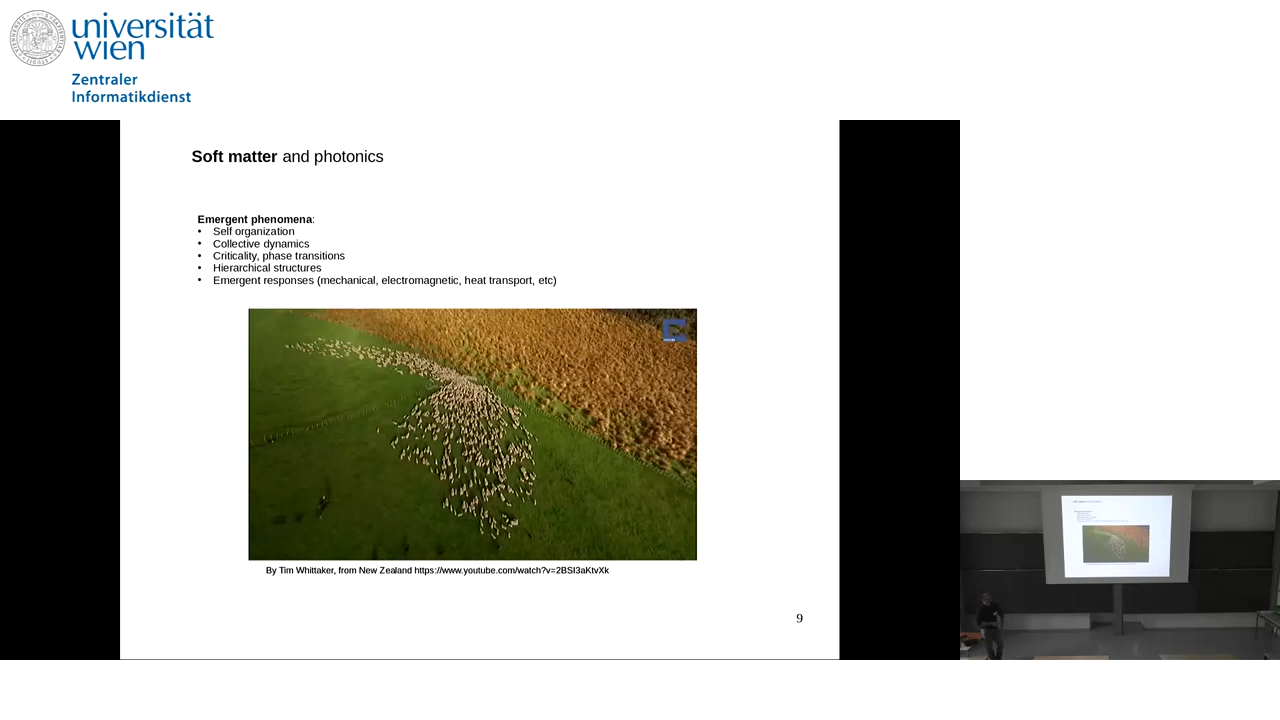 universität
wien
Zentraler
Informatikdienst
Soft matter and photonics
Emergent phenomena:
• Self organization
• Collective dynamics
• Criticality, phase transitions
• Hierarchical structures
• Emergent responses (mechanical, electromagnetic, heat transport, etc)
By Tim Whittaker, from New Zealand https://www.youtube.com/watch?v=2BSI3aKtvXk
9